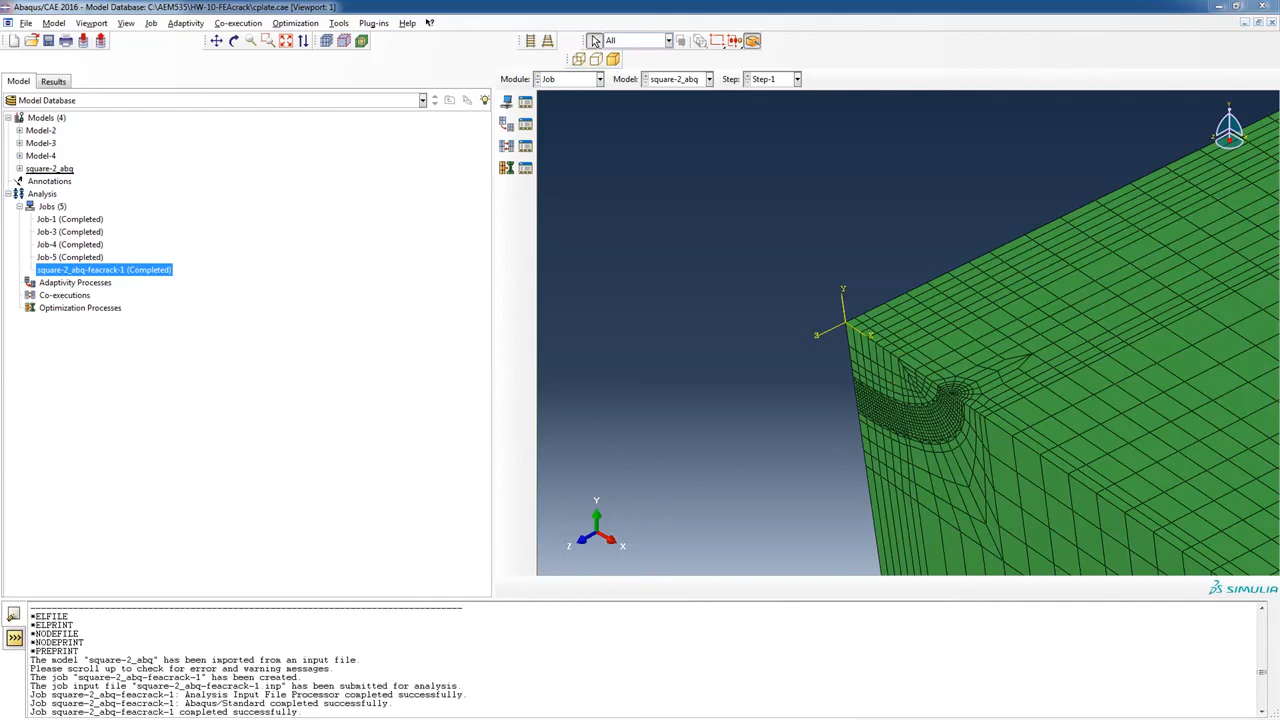 Abaqus/CAE 2016 - Model Database: C:\AEM535\HW-10-FEAcrack\cplate.cae [Viewport: 1]
File Model Viewport View Job Adaptivity Co-execution Optimization Tools Plug-ins Help
All
Model Results
Module: Job Model: square-2_abq Step: Step-1
Model Database
Models (4)
Model-2
Model-3
Model-4
square-2_abq
Annotations
Analysis
Jobs (5)
Job-1 (Completed)
Job-3 (Completed)
Job-4 (Completed)
Job-5 (Completed)
square-2_abq-feacrack-1 (Completed)
Adaptivity Processes
Co-executions
Optimization Processes
Y
Z
X
Y
Z
X
SIMULIA
*ELFILE
*ELPRINT
*NODEFILE
*NODEPRINT
*PREPRINT
The model "square-2_abq" has been imported from an input file.
Please scroll up to check for error and warning messages.
The job "square-2_abq-feacrack-1" has been created.
The job input file "square-2_abq-feacrack-1.inp" has been submitted for analysis.
Job square-2_abq-feacrack-1: Analysis Input File Processor completed successfully.
Job square-2_abq-feacrack-1: Abaqus/Standard completed successfully.
Job square-2_abq-feacrack-1 completed successfully.